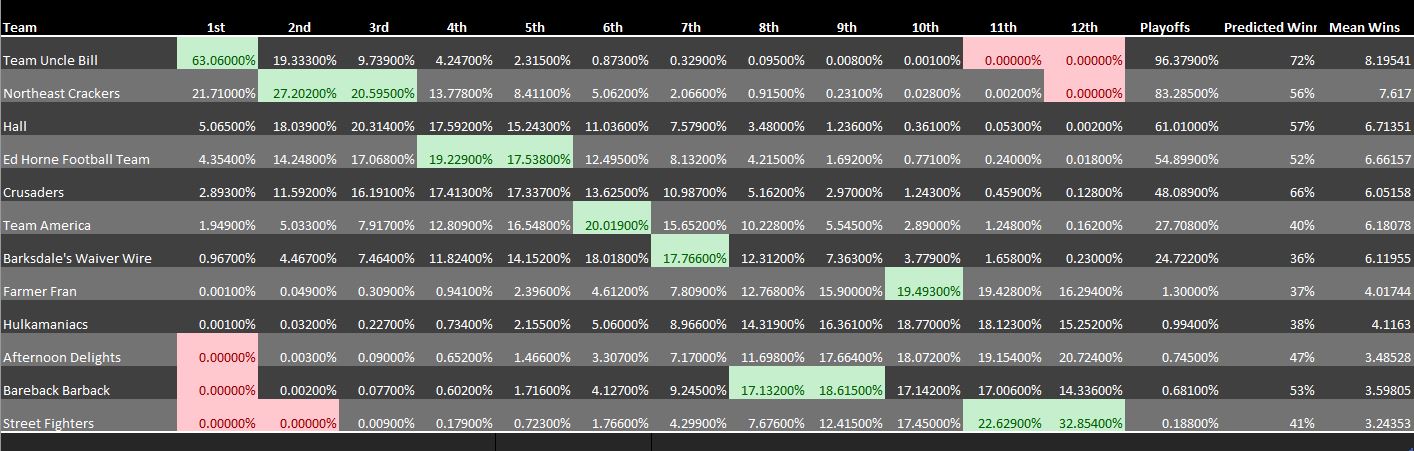 Team 1st 2nd 3rd 4th 5th 6th 7th 8th 9th 10th 11th 12th Playoffs Predicted Winr Mean Wins
Team Uncle Bill 63.06000% 19.33300% 9.73900% 4.24700% 2.31500% 0.87300% 0.32900% 0.09500% 0.00800% 0.00100% 0.00000% 0.00000% 96.37900% 72% 8.19541
Northeast Crackers 21.71000% 27.20200% 20.59500% 13.77800% 8.41100% 5.06200% 2.06600% 0.91500% 0.23100% 0.02800% 0.00200% 0.00000% 83.28500% 56% 7.617
Hall 5.06500% 18.03900% 20.31400% 17.59200% 15.24300% 11.03600% 7.57900% 3.48000% 1.23600% 0.36100% 0.05300% 0.00200% 61.01000% 57% 6.71351
Ed Horne Football Team 4.35400% 14.24800% 17.06800% 19.22900% 17.53800% 12.49500% 8.13200% 4.21500% 1.69200% 0.77100% 0.24000% 0.01800% 54.89900% 52% 6.66157
Crusaders 2.89300% 11.59200% 16.19100% 17.41300% 17.33700% 13.62500% 10.98700% 5.16200% 2.97000% 1.24300% 0.45900% 0.12800% 48.08900% 66% 6.05158
Team America 1.94900% 5.03300% 7.91700% 12.80900% 16.54800% 20.01900% 15.65200% 10.22800% 5.54500% 2.89000% 1.24800% 0.16200% 27.70800% 40% 6.18078
Barksdale's Waiver Wire 0.96700% 4.46700% 7.46400% 11.82400% 14.15200% 18.01800% 17.76600% 12.31200% 7.36300% 3.77900% 1.65800% 0.23000% 24.72200% 36% 6.11955
Farmer Fran 0.00100% 0.04900% 0.30900% 0.94100% 2.39600% 4.61200% 7.80900% 12.76800% 15.90000% 19.49300% 19.42800% 16.29400% 1.30000% 37% 4.01744
Hulkamaniacs 0.00100% 0.03200% 0.22700% 0.73400% 2.15500% 5.06000% 8.96600% 14.31900% 16.36100% 18.77000% 18.12300% 15.25200% 0.99400% 38% 4.1163
Afternoon Delights 0.00000% 0.00300% 0.09000% 0.65200% 1.46600% 3.30700% 7.17000% 11.69800% 17.66400% 18.07200% 19.15400% 20.72400% 0.74500% 47% 3.48528
Bareback Barback 0.00000% 0.00200% 0.07700% 0.60200% 1.71600% 4.12700% 9.24500% 17.13200% 18.61500% 17.14200% 17.00600% 14.33600% 0.68100% 53% 3.59805
Street Fighters 0.00000% 0.00000% 0.00900% 0.17900% 0.72300% 1.76600% 4.29900% 7.67600% 12.41500% 17.45000% 22.62900% 32.85400% 0.18800% 41% 3.24353